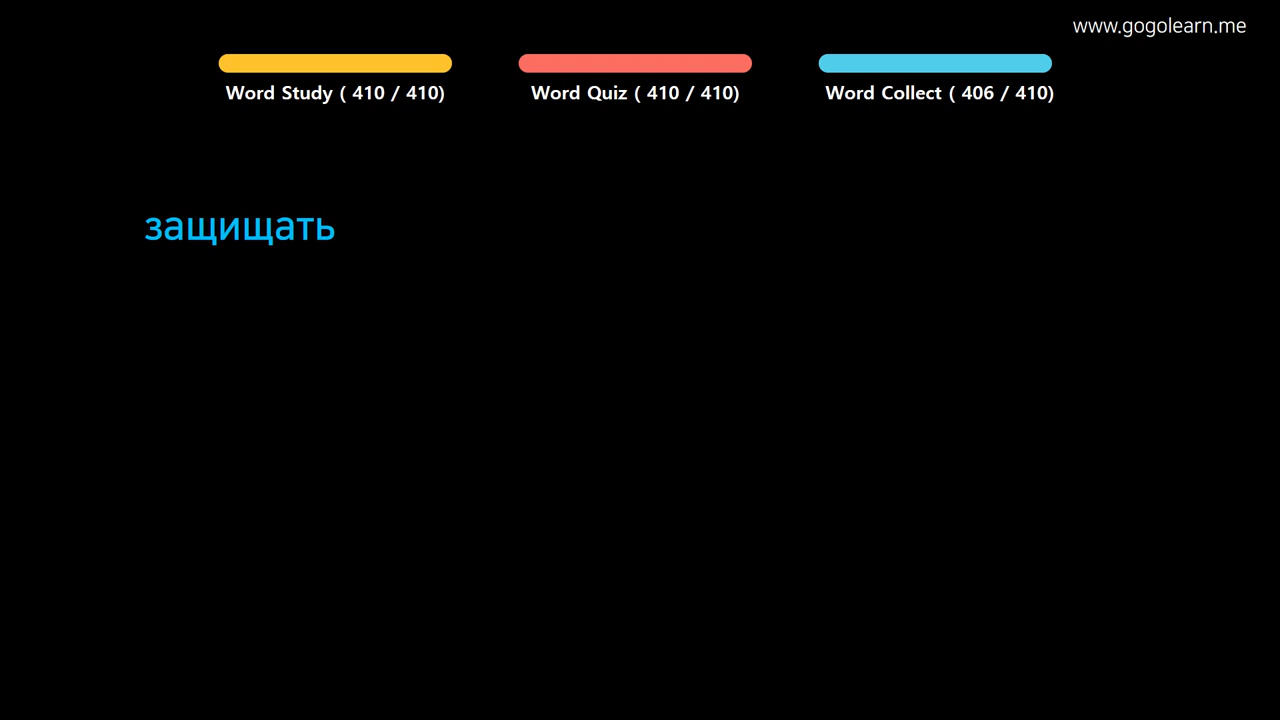 www.gogolearn.me
Word Study ( 410 / 410)
Word Quiz ( 410 / 410)
Word Collect ( 406 / 410)
защищать